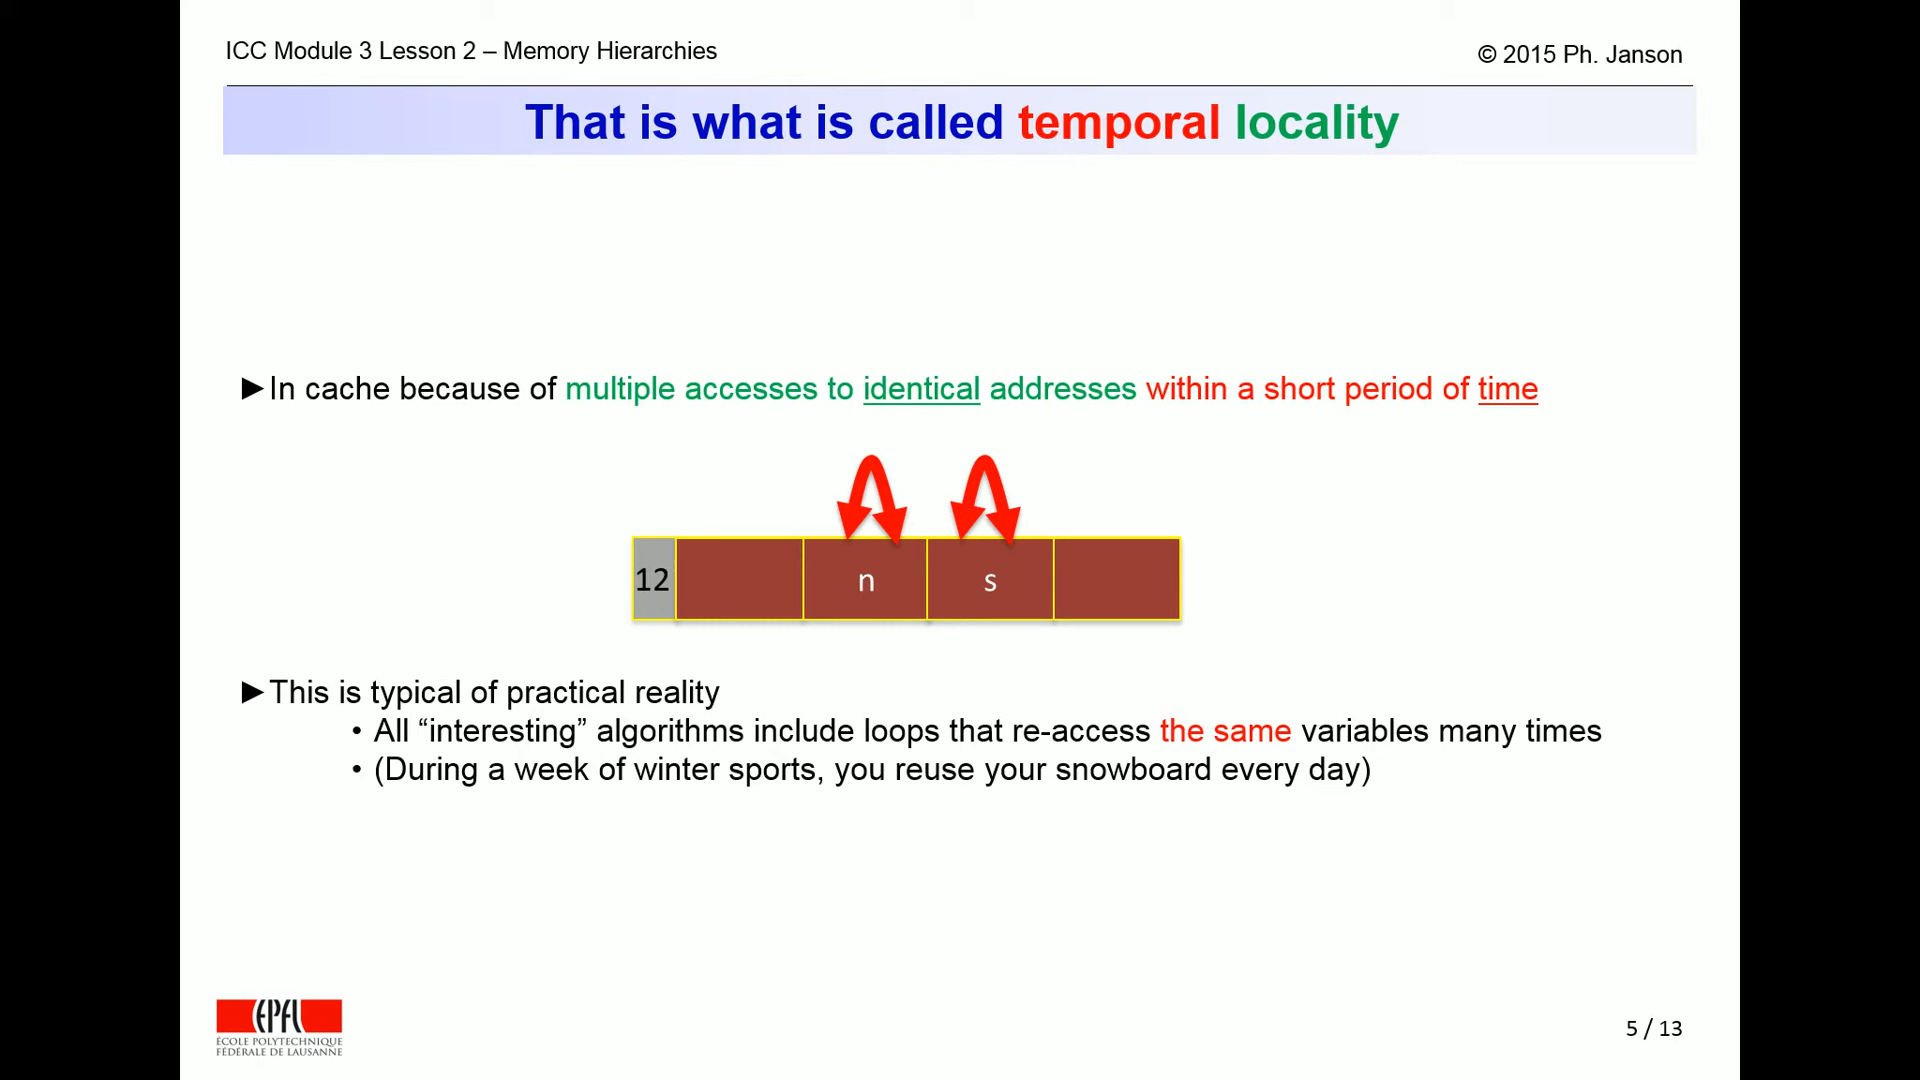 ICC Module 3 Lesson 2 – Memory Hierarchies
© 2015 Ph. Janson
That is what is called temporal locality
►In cache because of multiple accesses to identical addresses within a short period of time
12 n s
►This is typical of practical reality
• All “interesting” algorithms include loops that re-access the same variables many times
• (During a week of winter sports, you reuse your snowboard every day)
EPFL
ÉCOLE POLYTECHNIQUE
FÉDÉRALE DE LAUSANNE
5 / 13